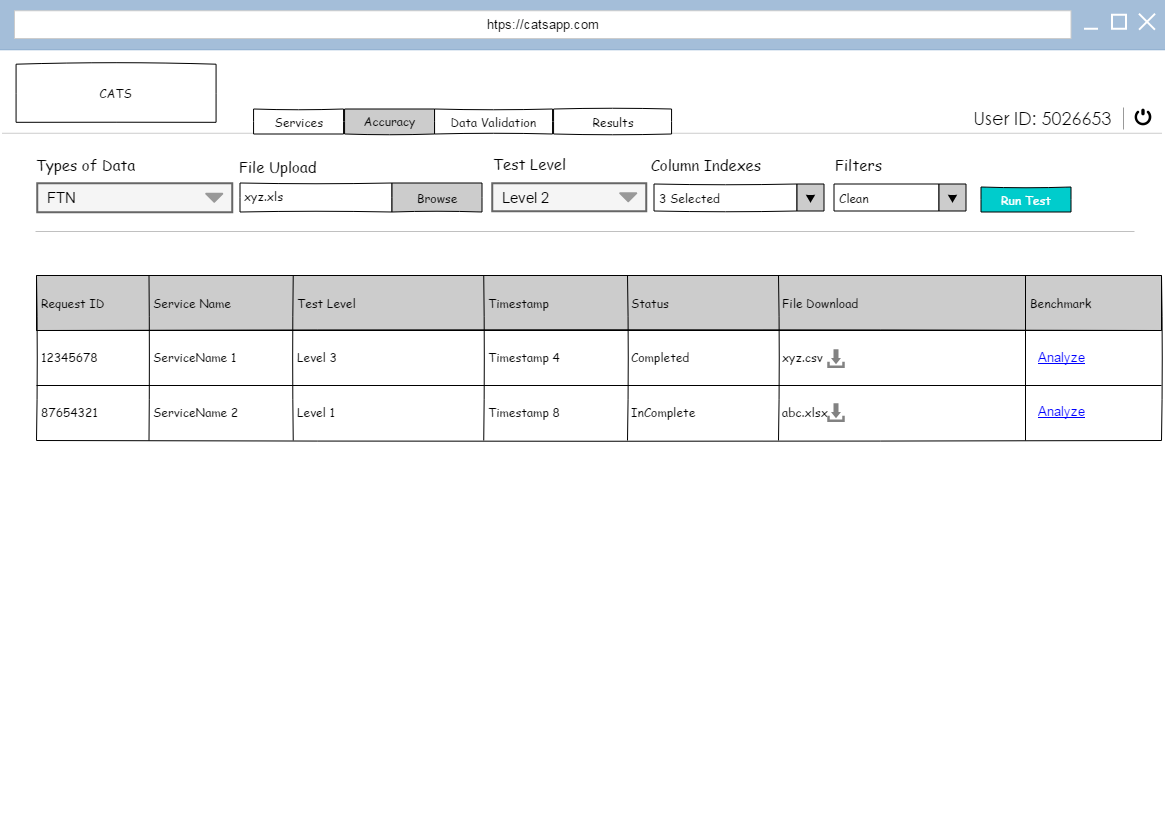 htps://catsapp.com
CATS
Services Accuracy Data Validation Results
User ID: 5026653
Types of Data File Upload Test Level Column Indexes Filters
FTN xyz.xls Browse Level 2 3 Selected Clean Run Test
Request ID Service Name Test Level Timestamp Status File Download Benchmark
12345678 ServiceName 1 Level 3 Timestamp 4 Completed xyz.csv Analyze
87654321 ServiceName 2 Level 1 Timestamp 8 InComplete abc.xlsx Analyze